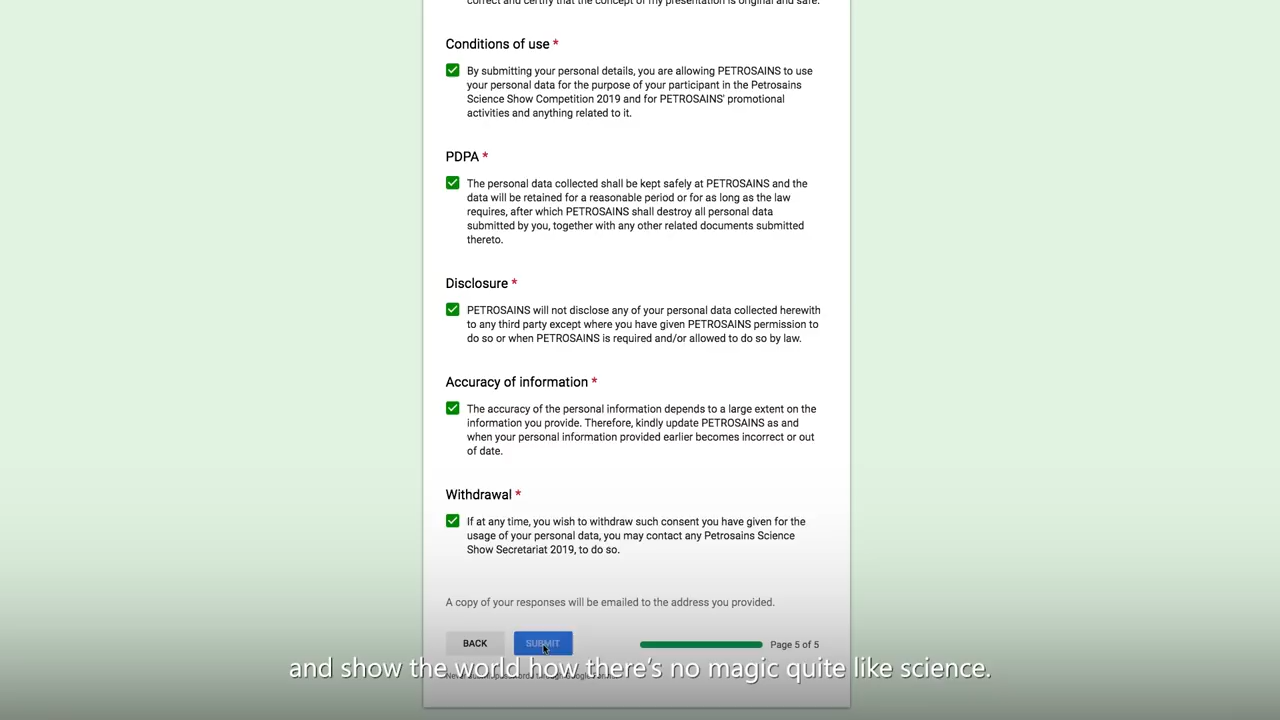 correct and certify that the concept of my presentation is original and safe.
Conditions of use *
By submitting your personal details, you are allowing PETROSAINS to use
your personal data for the purpose of your participant in the Petrosains
Science Show Competition 2019 and for PETROSAINS' promotional
activities and anything related to it.
PDPA *
The personal data collected shall be kept safely at PETROSAINS and the
data will be retained for a reasonable period or for as long as the law
requires, after which PETROSAINS shall destroy all personal data
submitted by you, together with any other related documents submitted
thereto.
Disclosure *
PETROSAINS will not disclose any of your personal data collected herewith
to any third party except where you have given PETROSAINS permission to
do so or when PETROSAINS is required and/or allowed to do so by law.
Accuracy of information *
The accuracy of the personal information depends to a large extent on the
information you provide. Therefore, kindly update PETROSAINS as and
when your personal information provided earlier becomes incorrect or out
of date.
Withdrawal *
If at any time, you wish to withdraw such consent you have given for the
usage of your personal data, you may contact any Petrosains Science
Show Secretariat 2019, to do so.
A copy of your responses will be emailed to the address you provided.
BACK SUBMIT Page 5 of 5
and show the world how there's no magic quite like science.